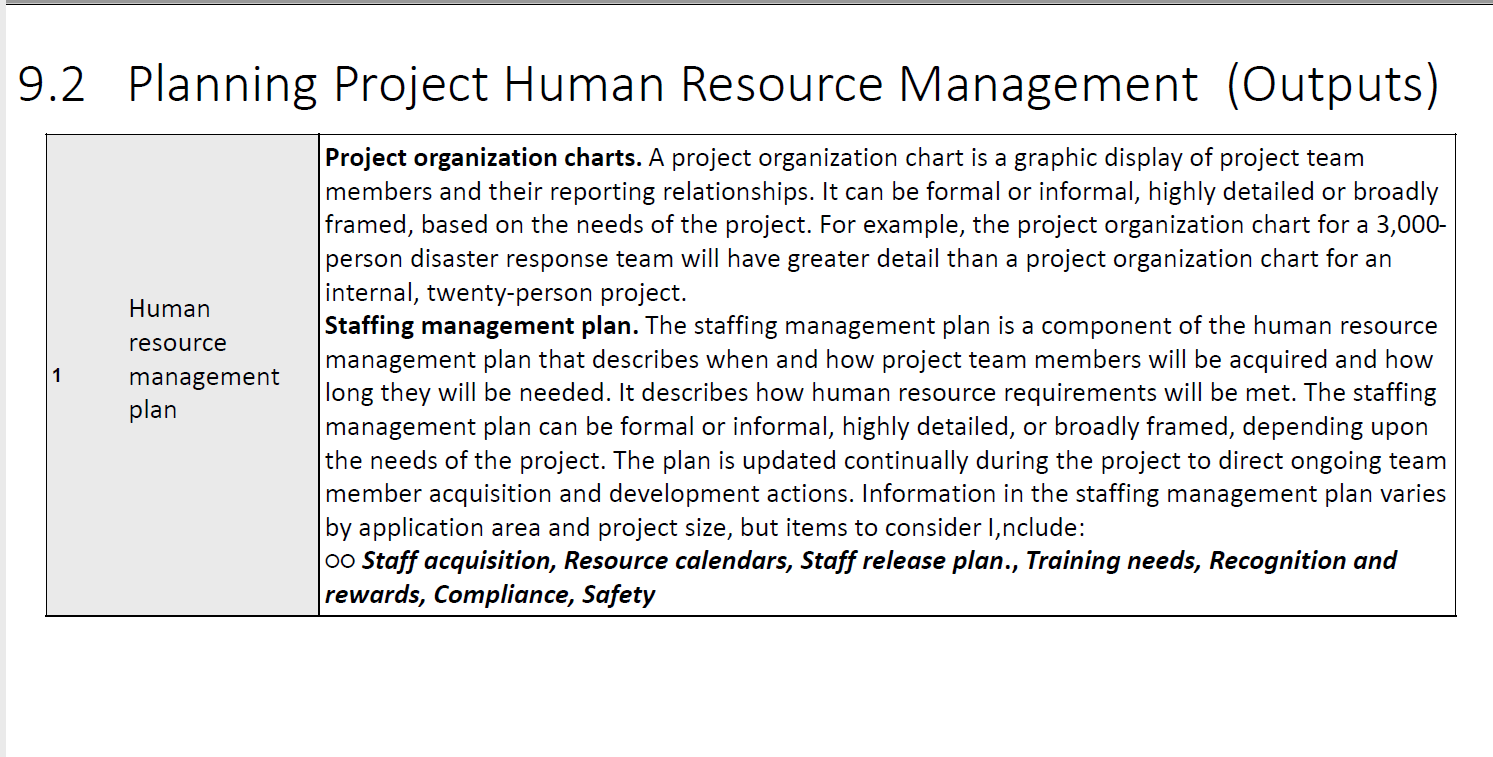 9.2 Planning Project Human Resource Management (Outputs)
1
Human
resource
management
plan
Project organization charts. A project organization chart is a graphic display of project team
members and their reporting relationships. It can be formal or informal, highly detailed or broadly
framed, based on the needs of the project. For example, the project organization chart for a 3,000-
person disaster response team will have greater detail than a project organization chart for an
internal, twenty-person project.
Staffing management plan. The staffing management plan is a component of the human resource
management plan that describes when and how project team members will be acquired and how
long they will be needed. It describes how human resource requirements will be met. The staffing
management plan can be formal or informal, highly detailed, or broadly framed, depending upon
the needs of the project. The plan is updated continually during the project to direct ongoing team
member acquisition and development actions. Information in the staffing management plan varies
by application area and project size, but items to consider I,nclude:
○○ Staff acquisition, Resource calendars, Staff release plan., Training needs, Recognition and
rewards, Compliance, Safety